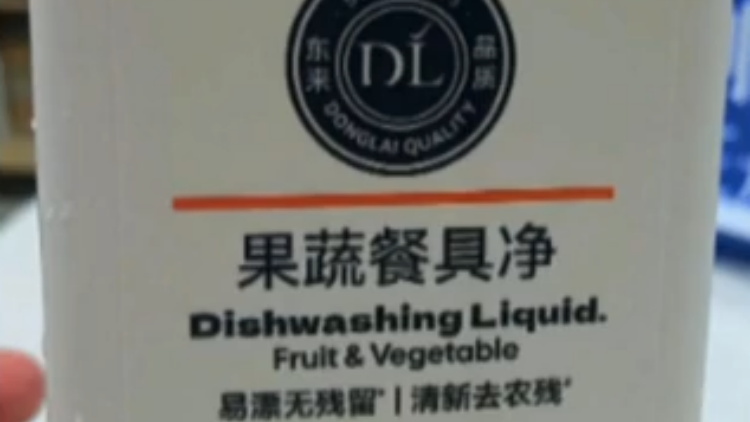 东来
DL
品质
DONGLAI QUALITY
果蔬餐具净
Dishwashing Liquid.
Fruit & Vegetable
易漂无残留* | 清新去农残*